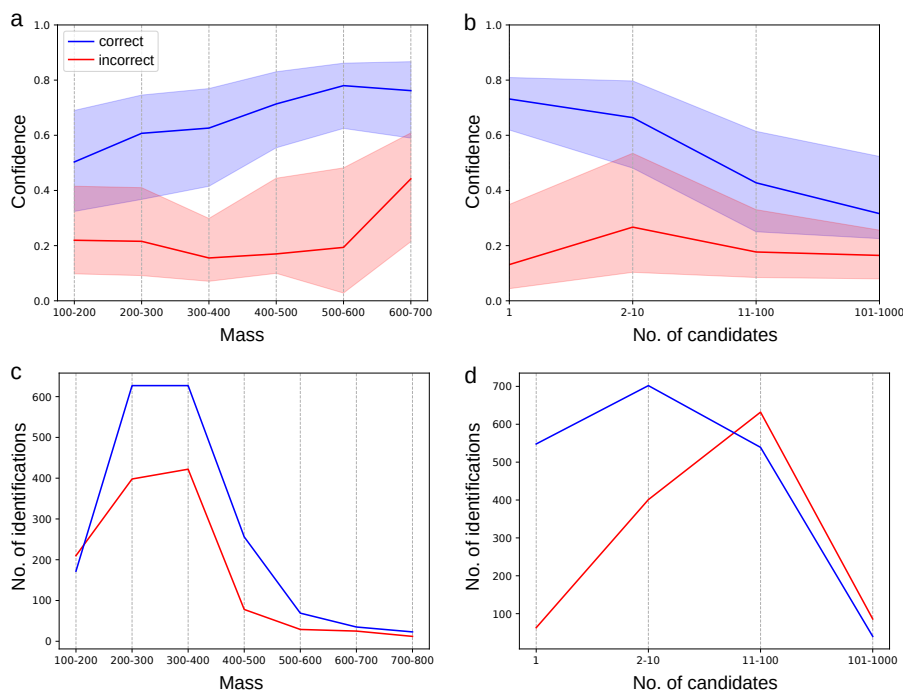 a
1.0
0.8
0.6
0.4
0.2
0.0
Confidence
correct
incorrect
100-200 200-300 300-400 400-500 500-600 600-700
Mass
b
1.0
0.8
0.6
0.4
0.2
0.0
Confidence
1 2-10 11-100 101-1000
No. of candidates
c
600
500
400
300
200
100
0
No. of identifications
100-200 200-300 300-400 400-500 500-600 600-700 700-800
Mass
d
700
600
500
400
300
200
100
No. of identifications
1 2-10 11-100 101-1000
No. of candidates